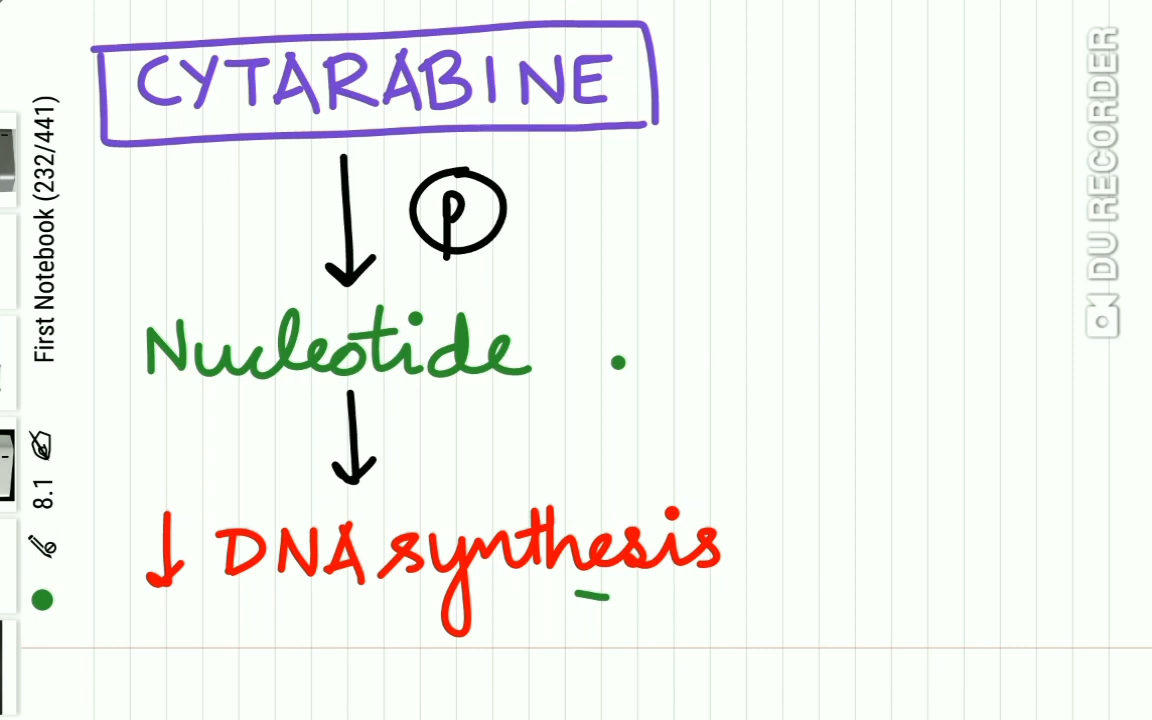 CYTARABINE
P
Nucleotide .
↓ DNA synthesis
First Notebook (232/441)
8.1
DU RECORDER